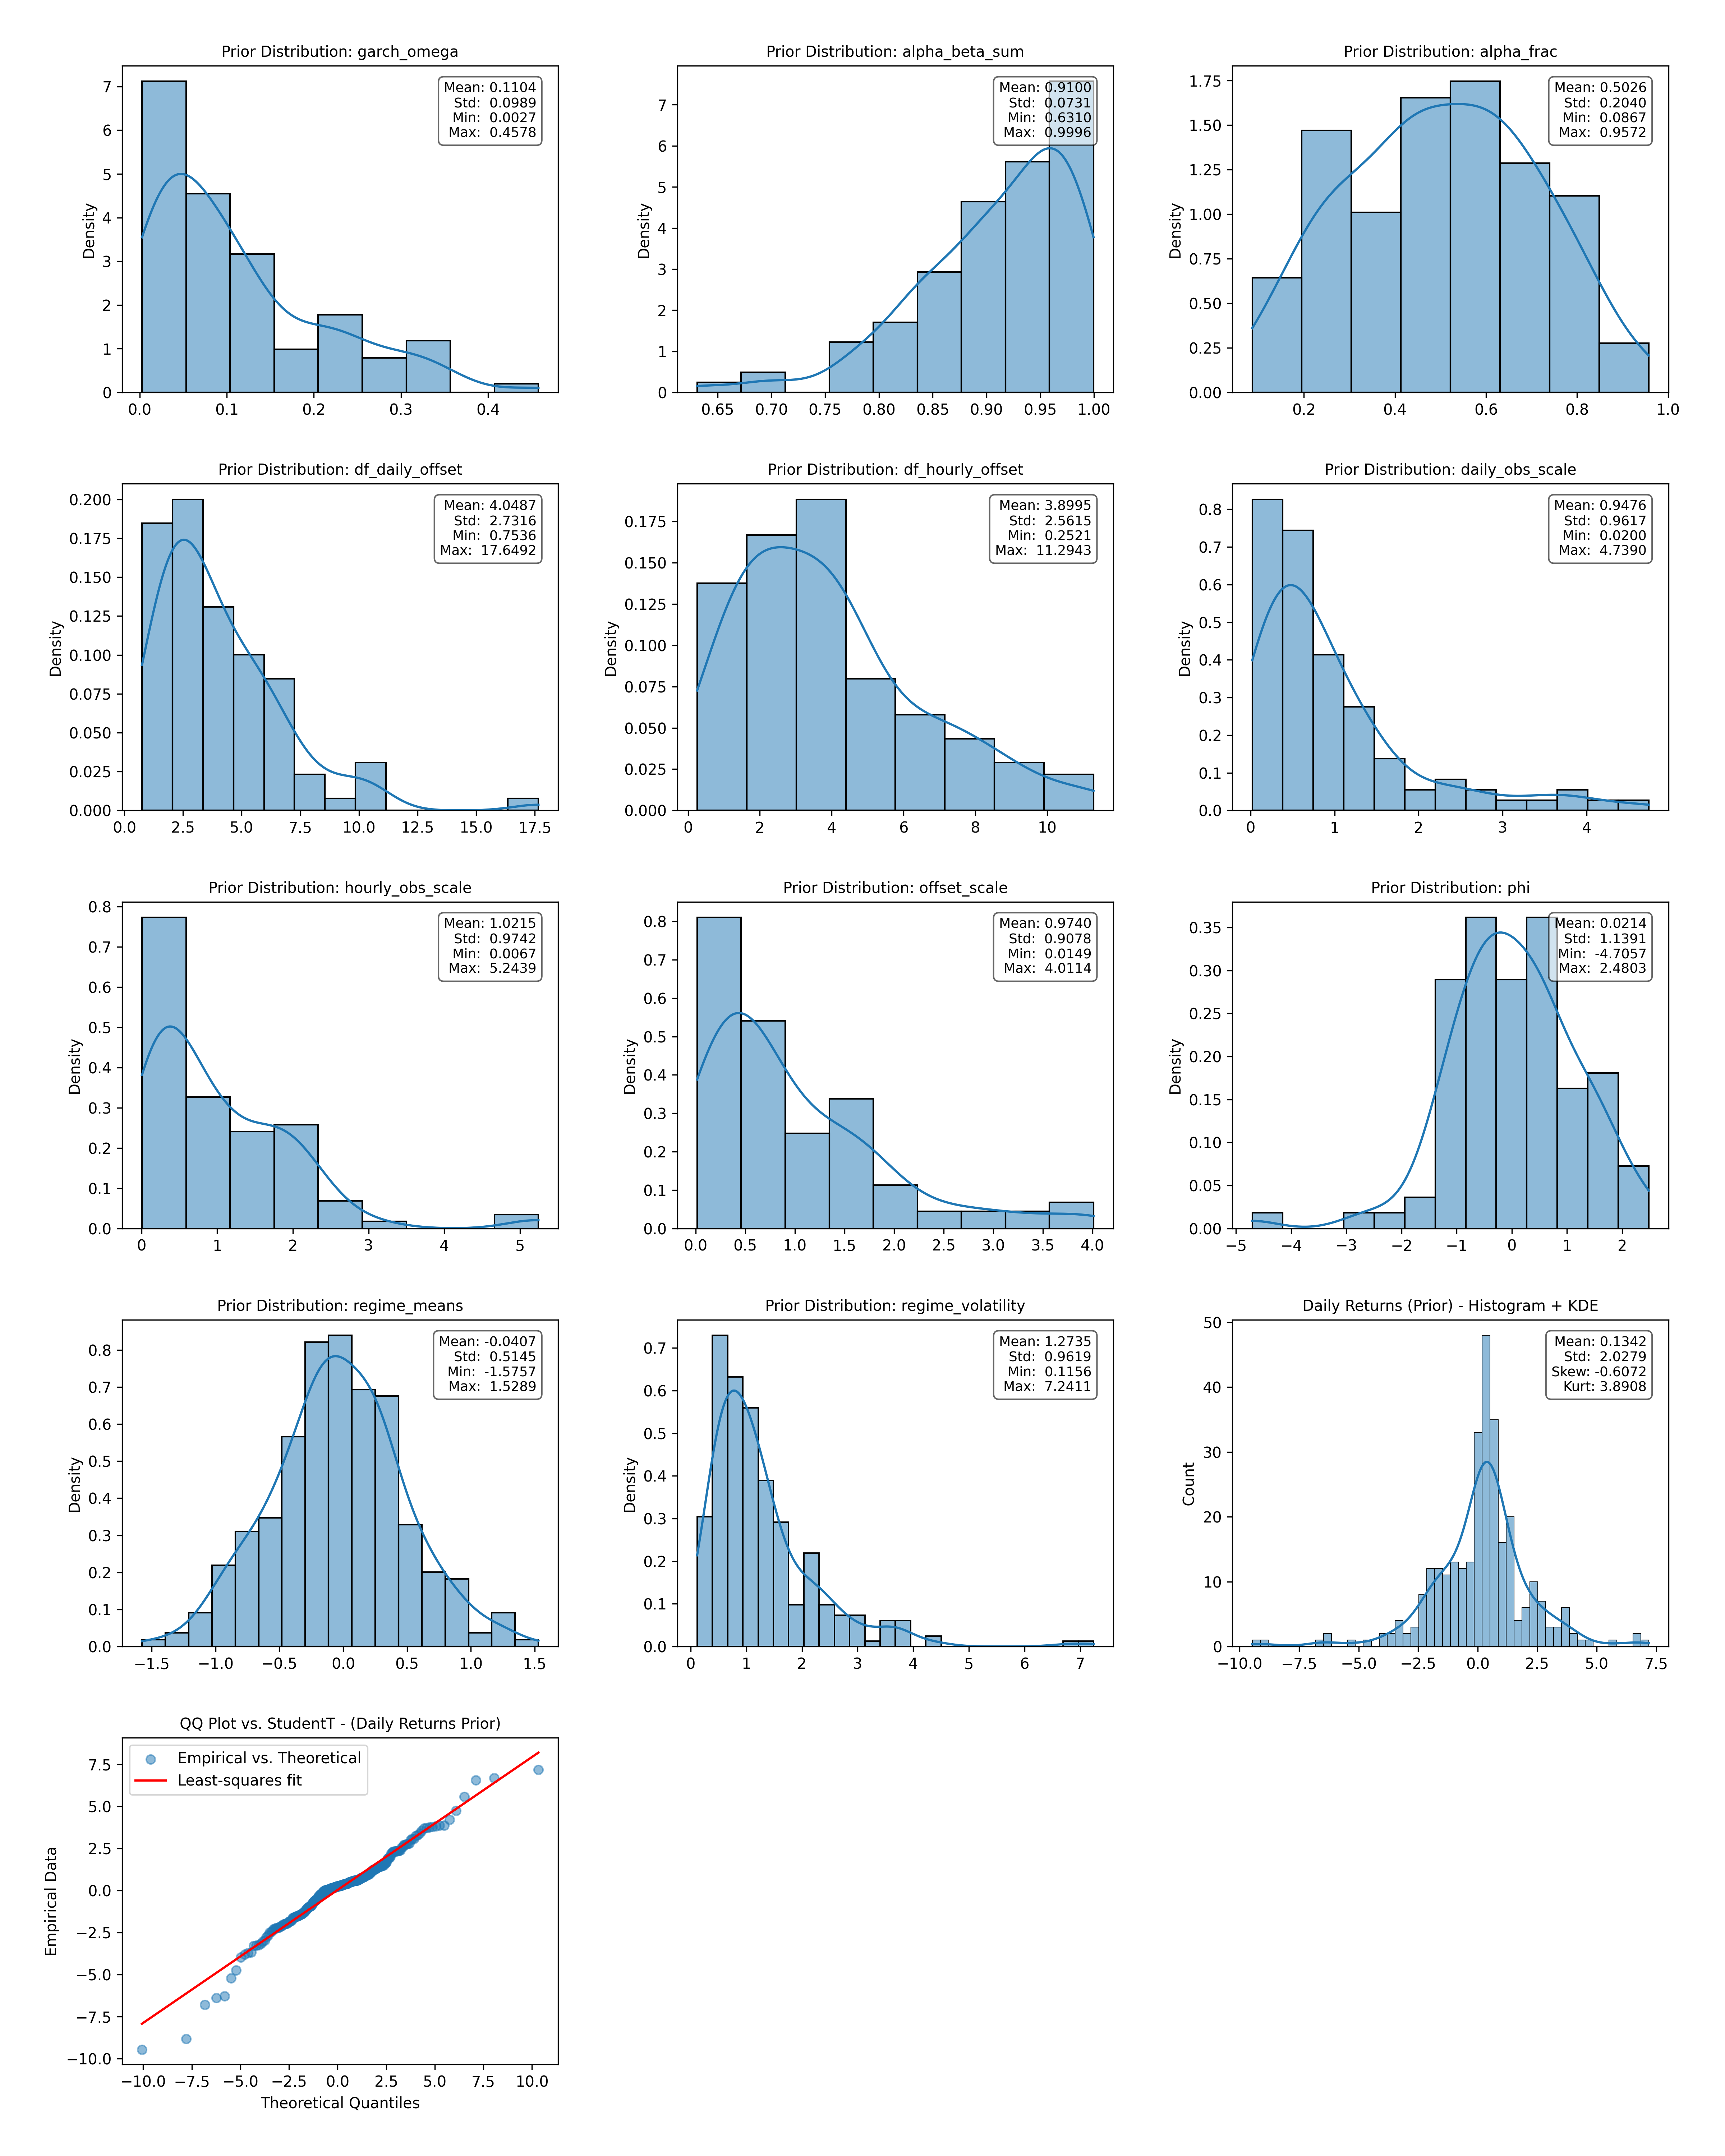 Prior Distribution: garch_omega
Mean: 0.1104
Std: 0.0989
Min: 0.0027
Max: 0.4578
Density
7
6
5
4
3
2
1
0
0.0 0.1 0.2 0.3 0.4
Prior Distribution: alpha_beta_sum
Mean: 0.9100
Std: 0.0731
Min: 0.6310
Max: 0.9996
Density
7
6
5
4
3
2
1
0
0.65 0.70 0.75 0.80 0.85 0.90 0.95 1.00
Prior Distribution: alpha_frac
Mean: 0.5026
Std: 0.2040
Min: 0.0867
Max: 0.9572
Density
1.75
1.50
1.25
1.00
0.75
0.50
0.25
0.00
0.2 0.4 0.6 0.8 1.0
Prior Distribution: df_daily_offset
Mean: 4.0487
Std: 2.7316
Min: 0.7536
Max: 17.6492
Density
0.200
0.175
0.150
0.125
0.100
0.075
0.050
0.025
0.000
0.0 2.5 5.0 7.5 10.0 12.5 15.0 17.5
Prior Distribution: df_hourly_offset
Mean: 3.8995
Std: 2.5615
Min: 0.2521
Max: 11.2943
Density
0.175
0.150
0.125
0.100
0.075
0.050
0.025
0.000
0 2 4 6 8 10
Prior Distribution: daily_obs_scale
Mean: 0.9476
Std: 0.9617
Min: 0.0200
Max: 4.7390
Density
0.8
0.7
0.6
0.5
0.4
0.3
0.2
0.1
0.0
0 1 2 3 4
Prior Distribution: hourly_obs_scale
Mean: 1.0215
Std: 0.9742
Min: 0.0067
Max: 5.2439
Density
0.8
0.7
0.6
0.5
0.4
0.3
0.2
0.1
0.0
0 1 2 3 4 5
Prior Distribution: offset_scale
Mean: 0.9740
Std: 0.9078
Min: 0.0149
Max: 4.0114
Density
0.8
0.7
0.6
0.5
0.4
0.3
0.2
0.1
0.0
0.0 0.5 1.0 1.5 2.0 2.5 3.0 3.5 4.0
Prior Distribution: phi
Mean: 0.0214
Std: 1.1391
Min: -4.7057
Max: 2.4803
Density
0.35
0.30
0.25
0.20
0.15
0.10
0.05
0.00
−5 −4 −3 −2 −1 0 1 2
Prior Distribution: regime_means
Mean: -0.0407
Std: 0.5145
Min: -1.5757
Max: 1.5289
Density
0.8
0.7
0.6
0.5
0.4
0.3
0.2
0.1
0.0
−1.5 −1.0 −0.5 0.0 0.5 1.0 1.5
Prior Distribution: regime_volatility
Mean: 1.2735
Std: 0.9619
Min: 0.1156
Max: 7.2411
Density
0.7
0.6
0.5
0.4
0.3
0.2
0.1
0.0
0 1 2 3 4 5 6 7
Daily Returns (Prior) - Histogram + KDE
Mean: 0.1342
Std: 2.0279
Skew: -0.6072
Kurt: 3.8908
Count
50
40
30
20
10
0
−10.0 −7.5 −5.0 −2.5 0.0 2.5 5.0 7.5
QQ Plot vs. StudentT - (Daily Returns Prior)
Empirical vs. Theoretical
Least-squares fit
Empirical Data
7.5
5.0
2.5
0.0
−2.5
−5.0
−7.5
−10.0
−10.0 −7.5 −5.0 −2.5 0.0 2.5 5.0 7.5 10.0
Theoretical Quantiles